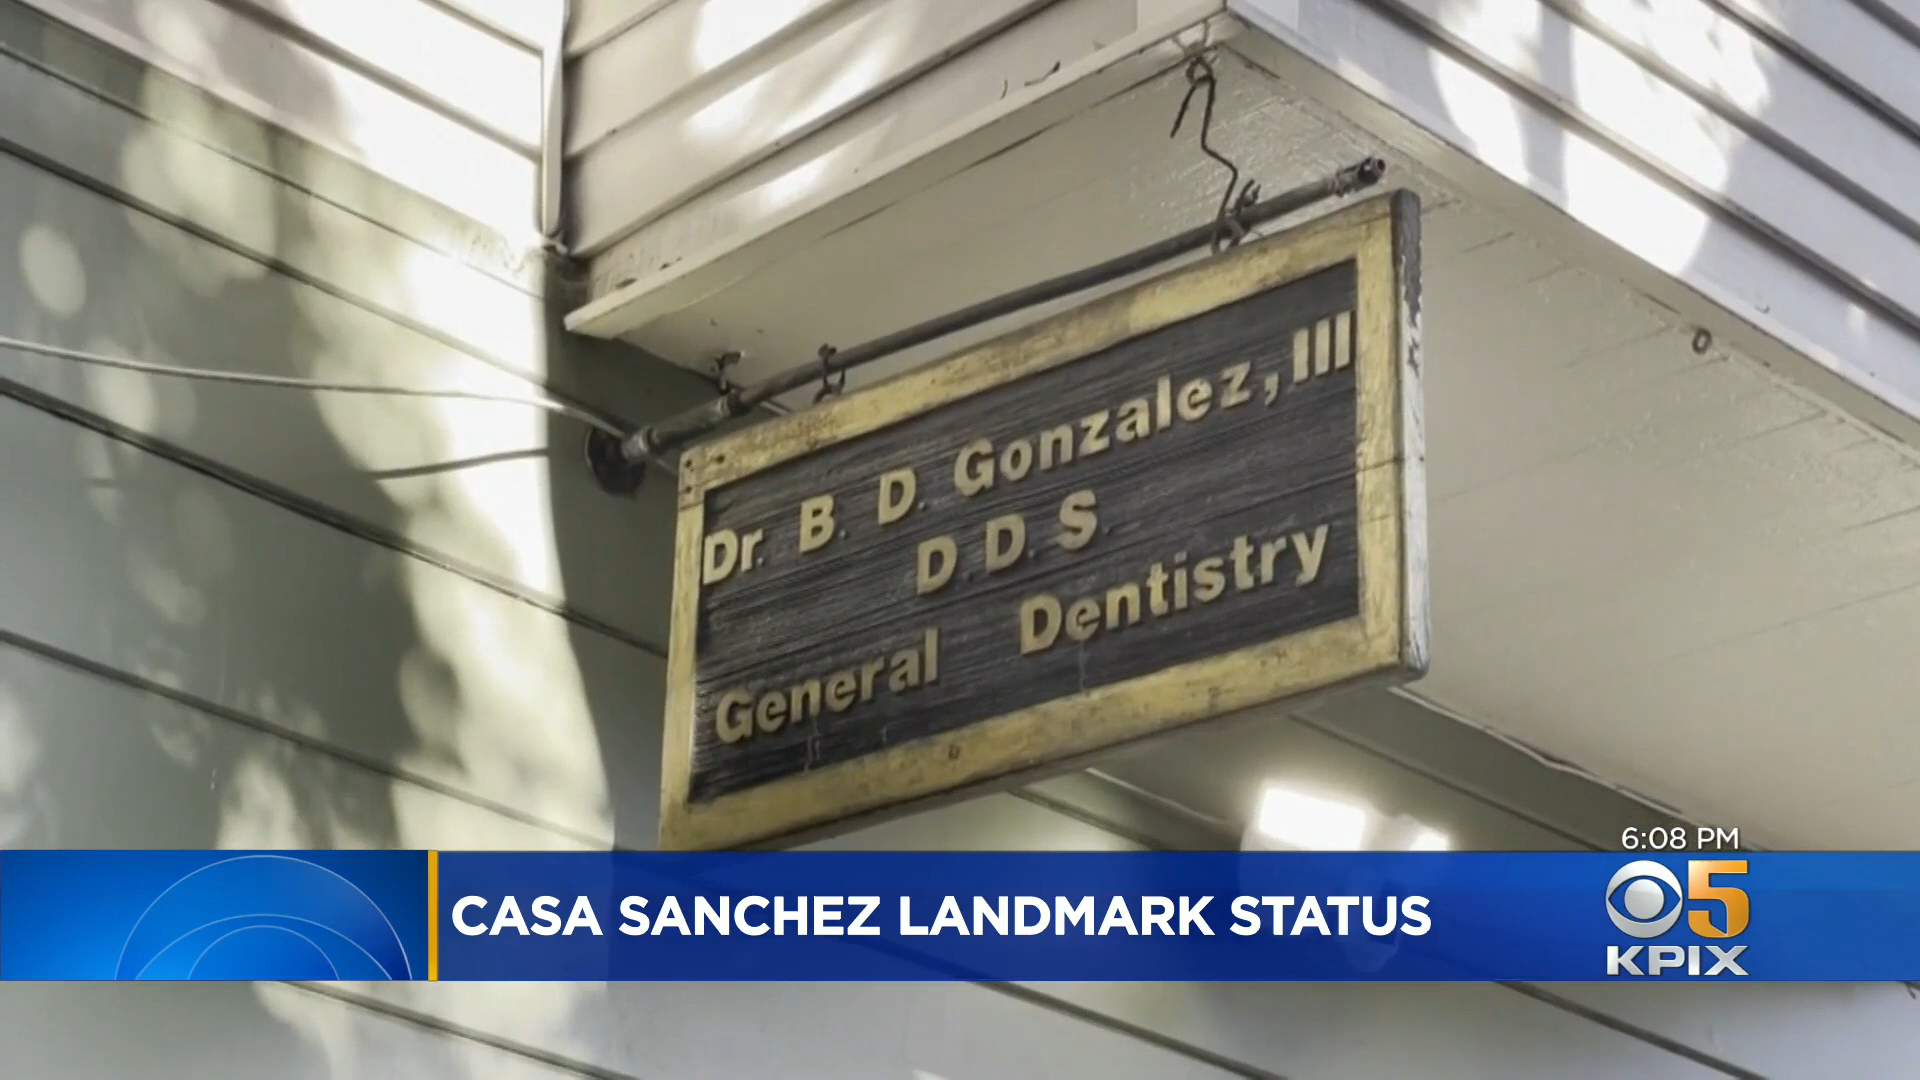 Dr. B. D. Gonzalez, III
D. D. S.
General Dentistry
6:08 PM
CASA SANCHEZ LANDMARK STATUS
5
KPIX